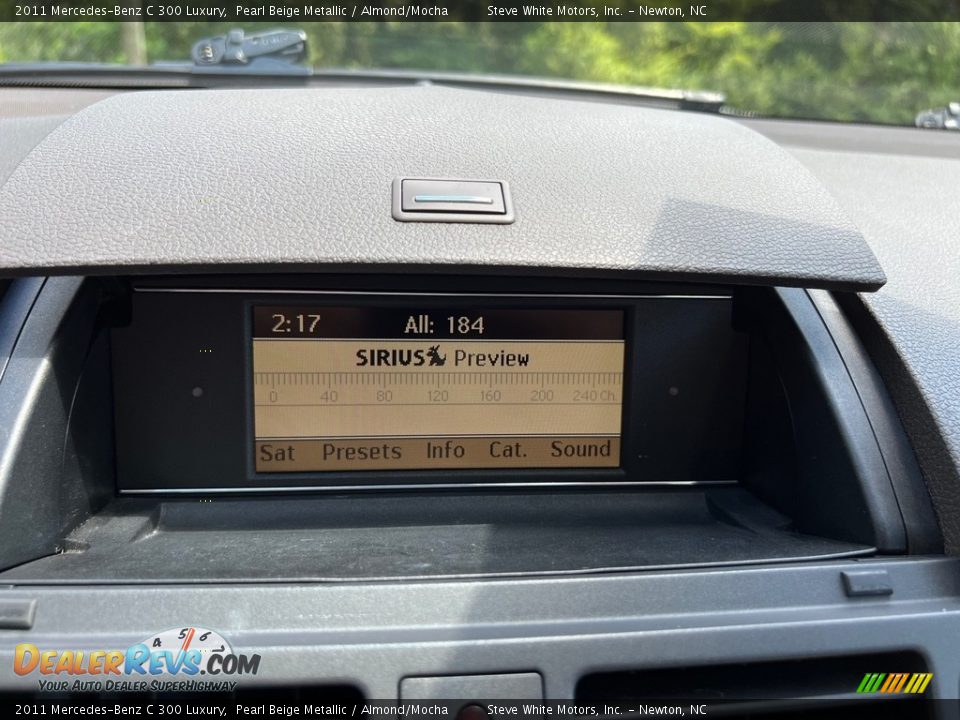 2011 Mercedes-Benz C 300 Luxury, Pearl Beige Metallic / Almond/Mocha Steve White Motors, Inc. - Newton, NC
2:17 All: 184
SIRIUS Preview
0 40 80 120 160 200 240 Ch.
Sat Presets Info Cat. Sound
4 5 6
DealerRevs.com
Your Auto Dealer SuperHighway
2011 Mercedes-Benz C 300 Luxury, Pearl Beige Metallic / Almond/Mocha Steve White Motors, Inc. - Newton, NC